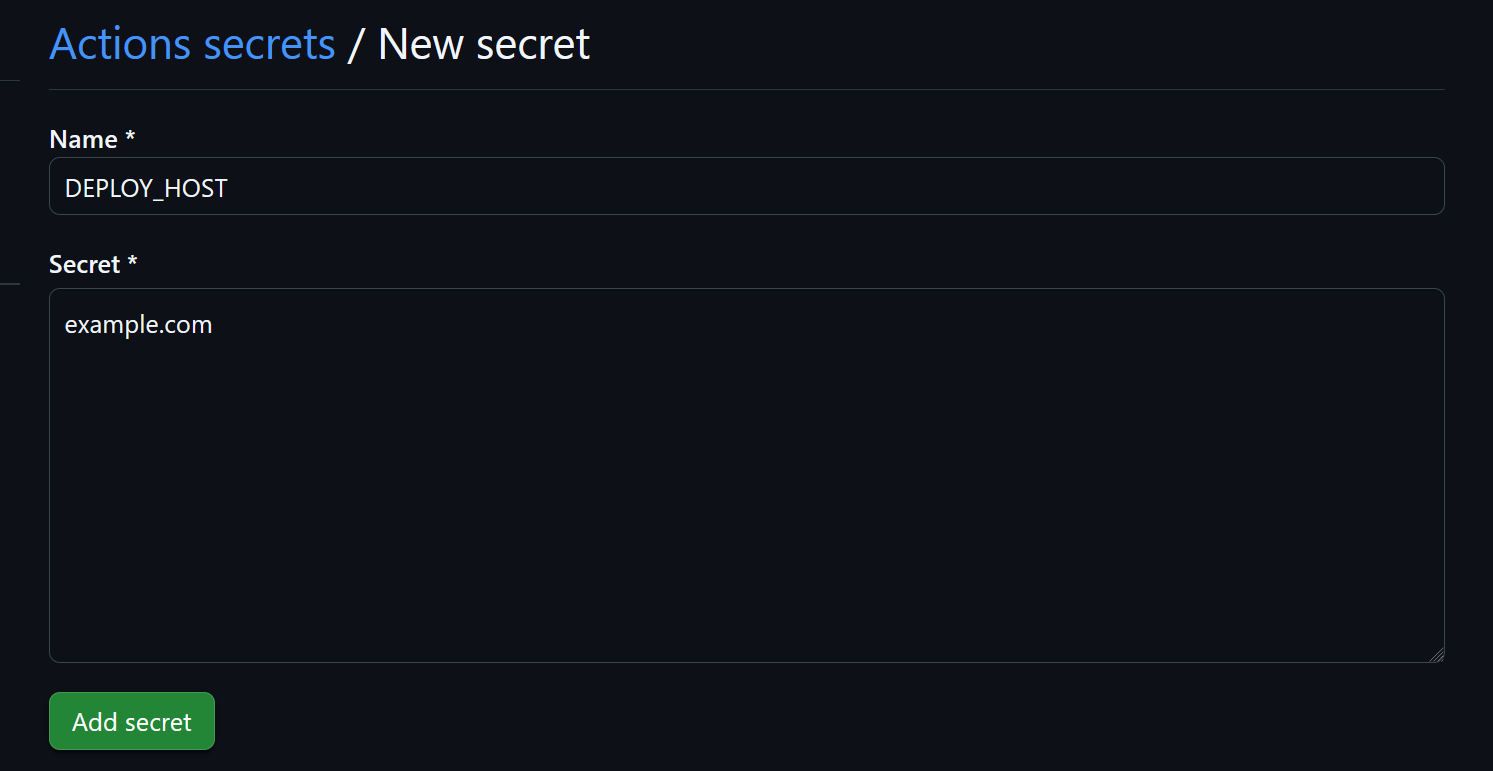 Actions secrets / New secret
Name *
DEPLOY_HOST
Secret *
example.com
Add secret